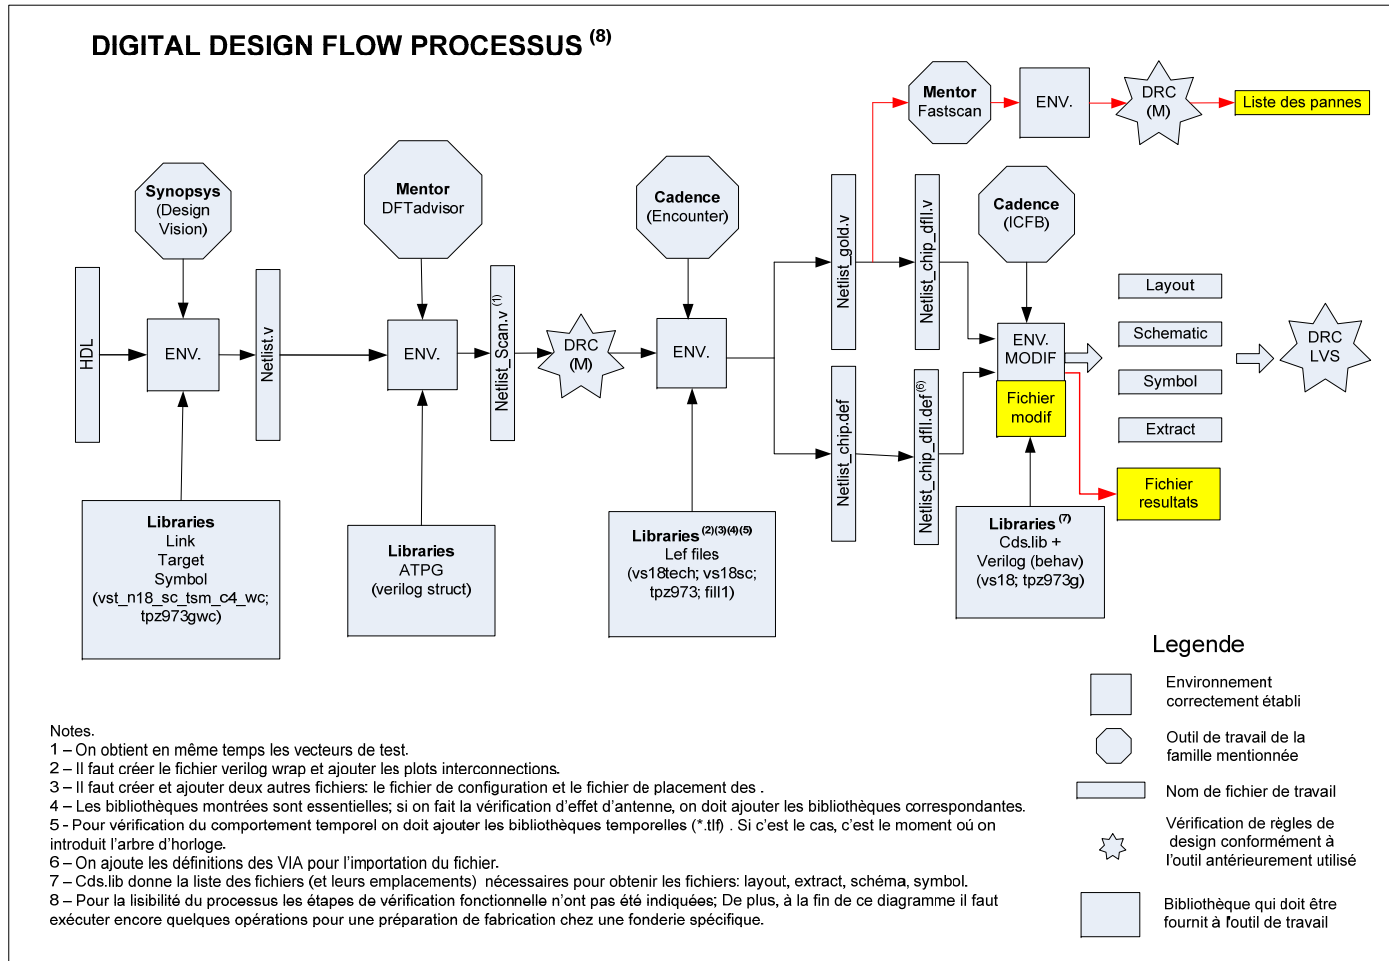 DIGITAL DESIGN FLOW PROCESSUS (8)
Mentor
Fastscan
ENV.
DRC
(M)
Liste des pannes
Synopsys
(Design
Vision)
Mentor
DFTadvisor
Cadence
(Encounter)
Cadence
(ICFB)
HDL
ENV.
Netlist.v
ENV.
Netlist_Scan.v (1)
DRC
(M)
ENV.
Netlist_gold.v
Netlist_chip_dfII.v
Netlist_chip.def
Netlist_chip_dfII.def (6)
ENV.
MODIF
Fichier
modif
Layout
Schematic
Symbol
Extract
DRC
LVS
Fichier
resultats
Libraries
Link
Target
Symbol
(vst_n18_sc_tsm_c4_wc;
tpz973gwc)
Libraries
ATPG
(verilog struct)
Libraries (2)(3)(4)(5)
Lef files
(vs18tech; vs18sc;
tpz973; fill1)
Libraries (7)
Cds.lib +
Verilog (behav)
(vs18; tpz973g)
Legende
Environnement
correctement établi
Outil de travail de la
famille mentionnée
Nom de fichier de travail
Vérification de règles de
design conformément à
l'outil antérieurement utilisé
Bibliothèque qui doit être
fournit à l'outil de travail
Notes.
1 – On obtient en même temps les vecteurs de test.
2 – Il faut créer le fichier verilog wrap et ajouter les plots interconnections.
3 – Il faut créer et ajouter deux autres fichiers: le fichier de configuration et le fichier de placement des .
4 – Les bibliothèques montrées sont essentielles; si on fait la vérification d'effet d'antenne, on doit ajouter les bibliothèques correspondantes.
5 - Pour vérification du comportement temporel on doit ajouter les bibliothèques temporelles (*.tlf) . Si c'est le cas, c'est le moment oú on
introduit l'arbre d'horloge.
6 – On ajoute les définitions des VIA pour l'importation du fichier.
7 – Cds.lib donne la liste des fichiers (et leurs emplacements) nécessaires pour obtenir les fichiers: layout, extract, schéma, symbol.
8 – Pour la lisibilité du processus les étapes de vérification fonctionnelle n'ont pas été indiquées; De plus, à la fin de ce diagramme il faut
exécuter encore quelques opérations pour une préparation de fabrication chez une fonderie spécifique.